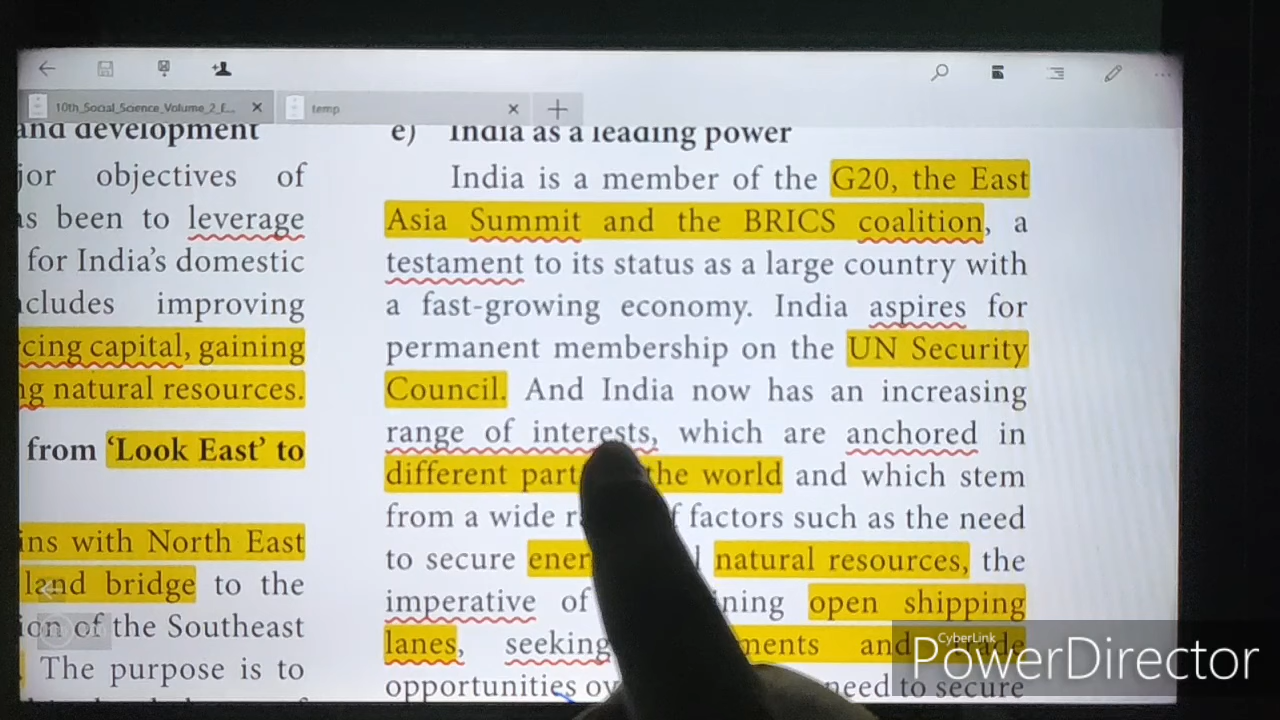 10th_Social_Science_Volume_2_E...
temp
and development
jor objectives of
as been to leverage
for India's domestic
cludes improving
cing capital, gaining
ng natural resources.
from 'Look East' to
ins with North East
land bridge to the
ion of the Southeast
The purpose is to
e) India as a leading power
India is a member of the G20, the East
Asia Summit and the BRICS coalition, a
testament to its status as a large country with
a fast-growing economy. India aspires for
permanent membership on the UN Security
Council. And India now has an increasing
range of interests, which are anchored in
different part the world and which stem
from a wide factors such as the need
to secure ener natural resources, the
imperative of ning open shipping
lanes, seeking ments and trade
opportunities need to secure
CyberLink
PowerDirector